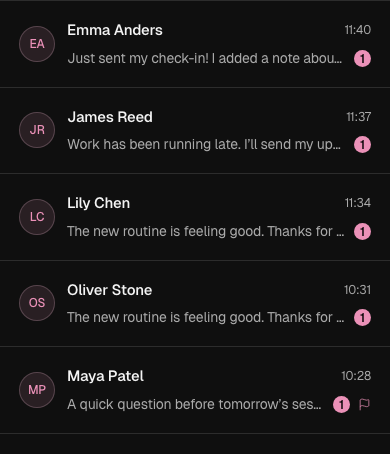 Emma Anders 11:40
EA
Just sent my check-in! I added a note abou... 1
James Reed 11:37
JR
Work has been running late. I'll send my up... 1
Lily Chen 11:34
LC
The new routine is feeling good. Thanks for ... 1
Oliver Stone 10:31
OS
The new routine is feeling good. Thanks for ... 1
Maya Patel 10:28
MP
A quick question before tomorrow's ses... 1